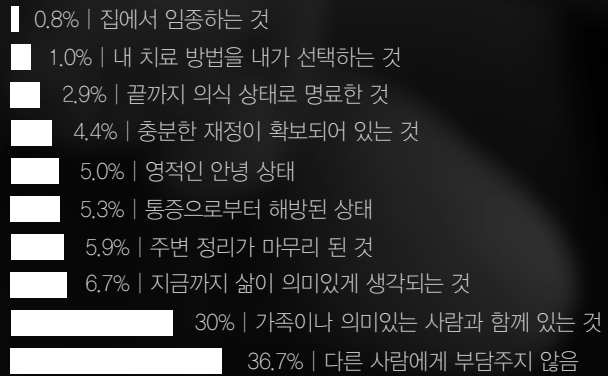 0.8% | 집에서 임종하는 것
1.0% | 내 치료 방법을 내가 선택하는 것
2.9% | 끝까지 의식 상태로 명료한 것
4.4% | 충분한 재정이 확보되어 있는 것
5.0% | 영적인 안녕 상태
5.3% | 통증으로부터 해방된 상태
5.9% | 주변 정리가 마무리 된 것
6.7% | 지금까지 삶이 의미있게 생각되는 것
30% | 가족이나 의미있는 사람과 함께 있는 것
36.7% | 다른 사람에게 부담주지 않음